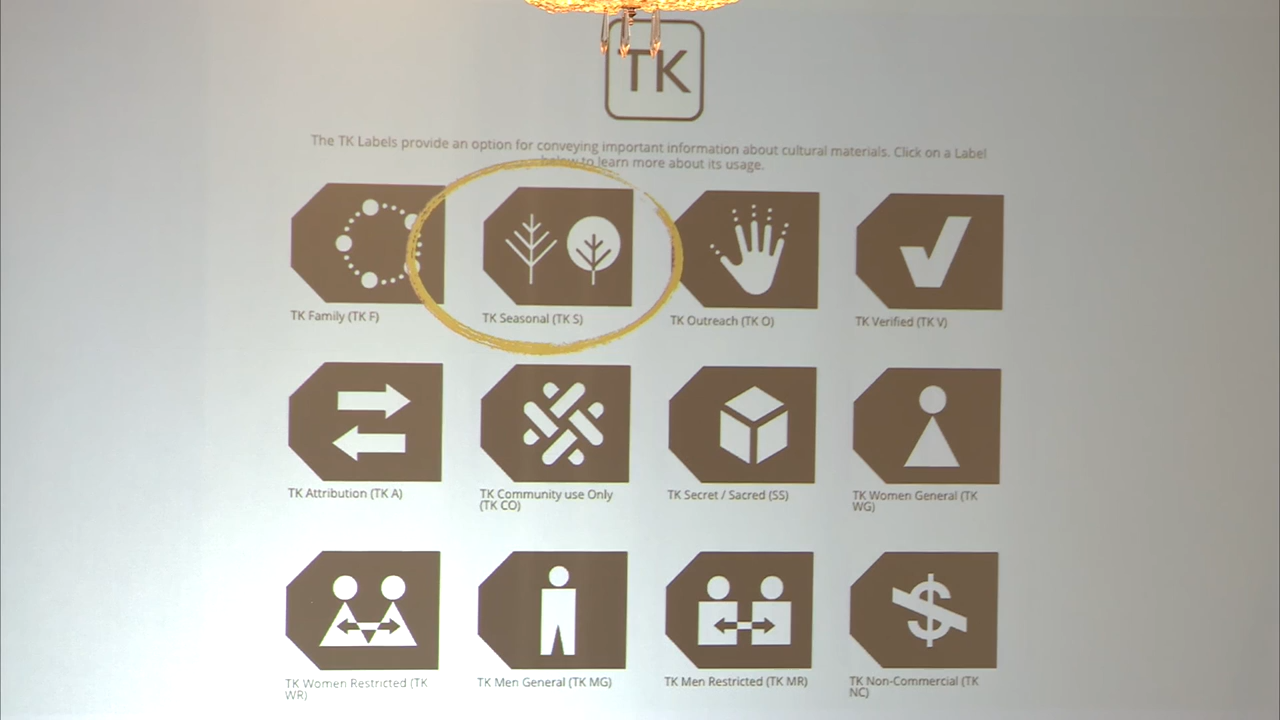 TK
The TK Labels provide an option for conveying important information about cultural materials. Click on a Label
below to learn more about its usage.
TK Family (TK F)
TK Seasonal (TK S)
TK Outreach (TK O)
TK Verified (TK V)
TK Attribution (TK A)
TK Community use Only
(TK CO)
TK Secret / Sacred (SS)
TK Women General (TK
WG)
TK Women Restricted (TK
WR)
TK Men General (TK MG)
TK Men Restricted (TK MR)
TK Non-Commercial (TK
NC)